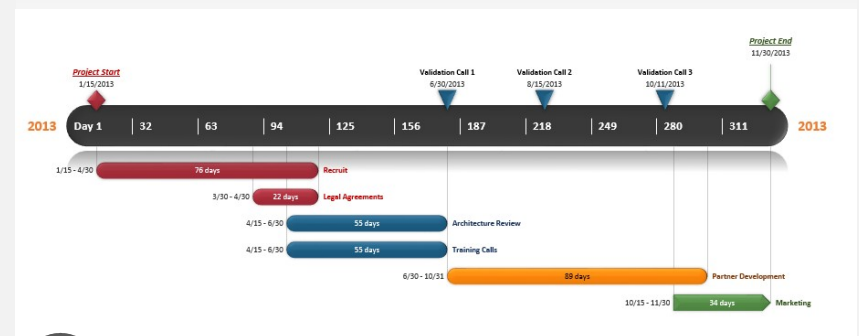 Project End
11/30/2013
Project Start
1/15/2013
Validation Call 1
6/30/2013
Validation Call 2
8/15/2013
Validation Call 3
10/11/2013
2013 Day 1 32 63 94 125 156 187 218 249 280 311 2013
1/15 - 4/30 76 days Recruit
3/30 - 4/30 22 days Legal Agreements
4/15 - 6/30 55 days Architecture Review
4/15 - 6/30 55 days Training Calls
6/30 - 10/31 89 days Partner Development
10/15 - 11/30 34 days Marketing